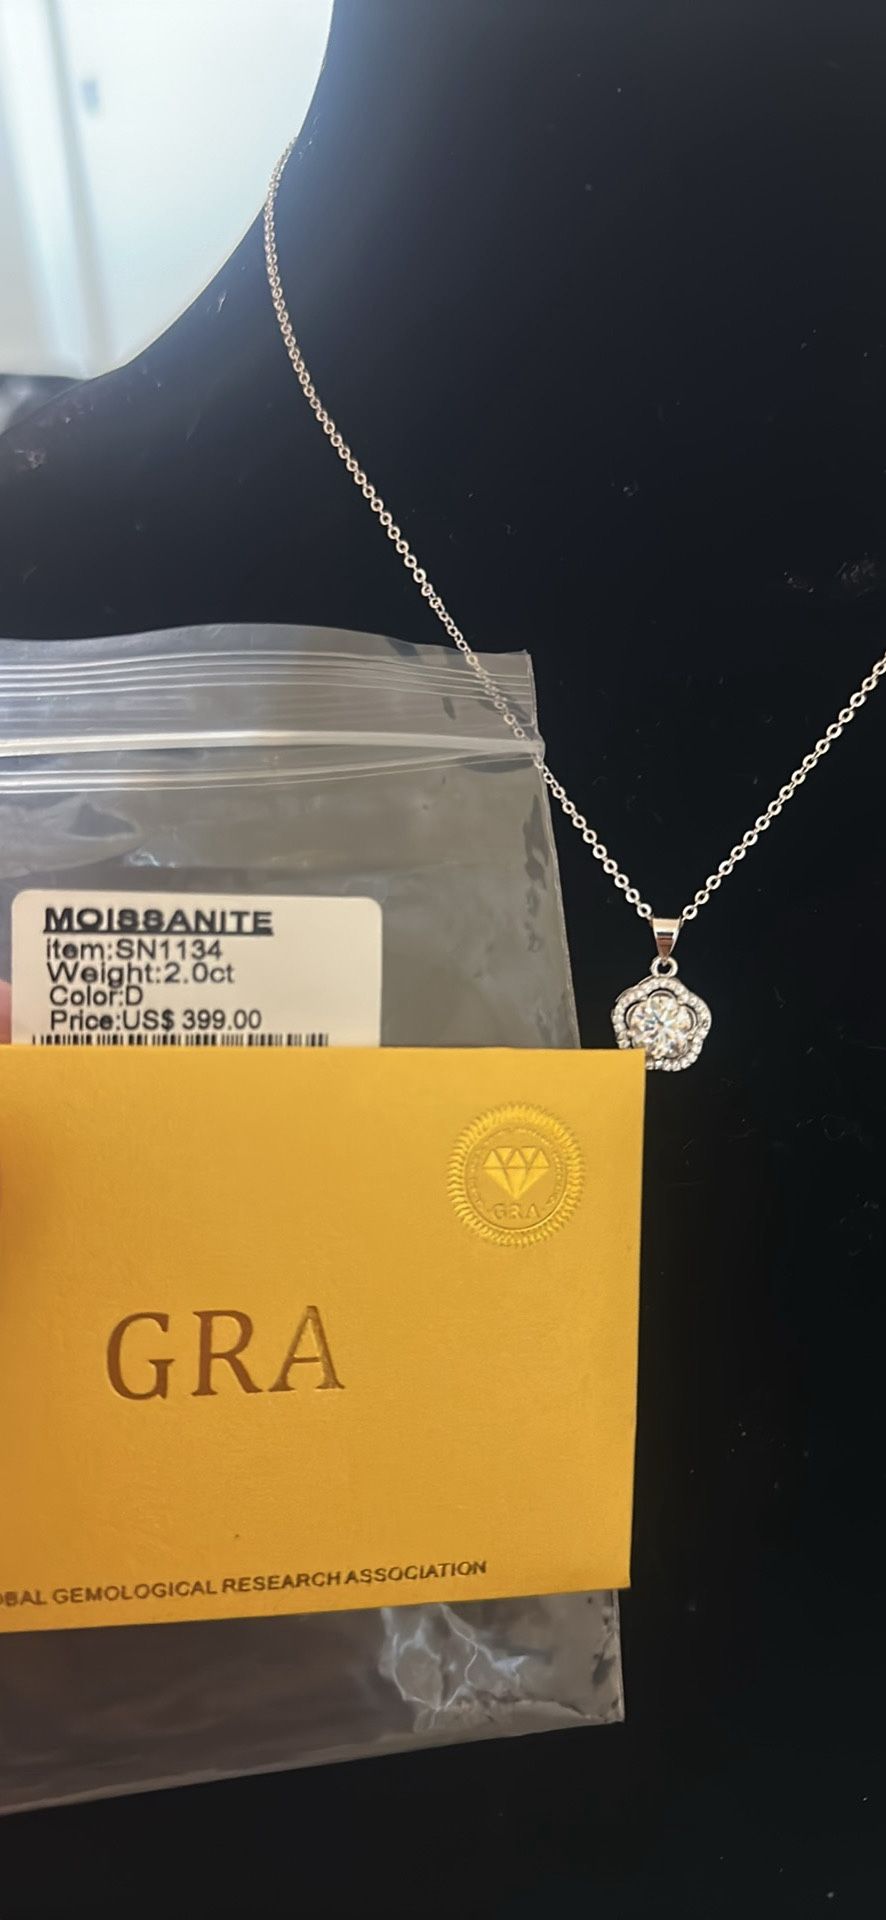 MOISSANITE
item:SN1134
Weight:2.0ct
Color:D
Price:US$ 399.00
GRA
GRA
OBAL GEMOLOGICAL RESEARCH ASSOCIATION